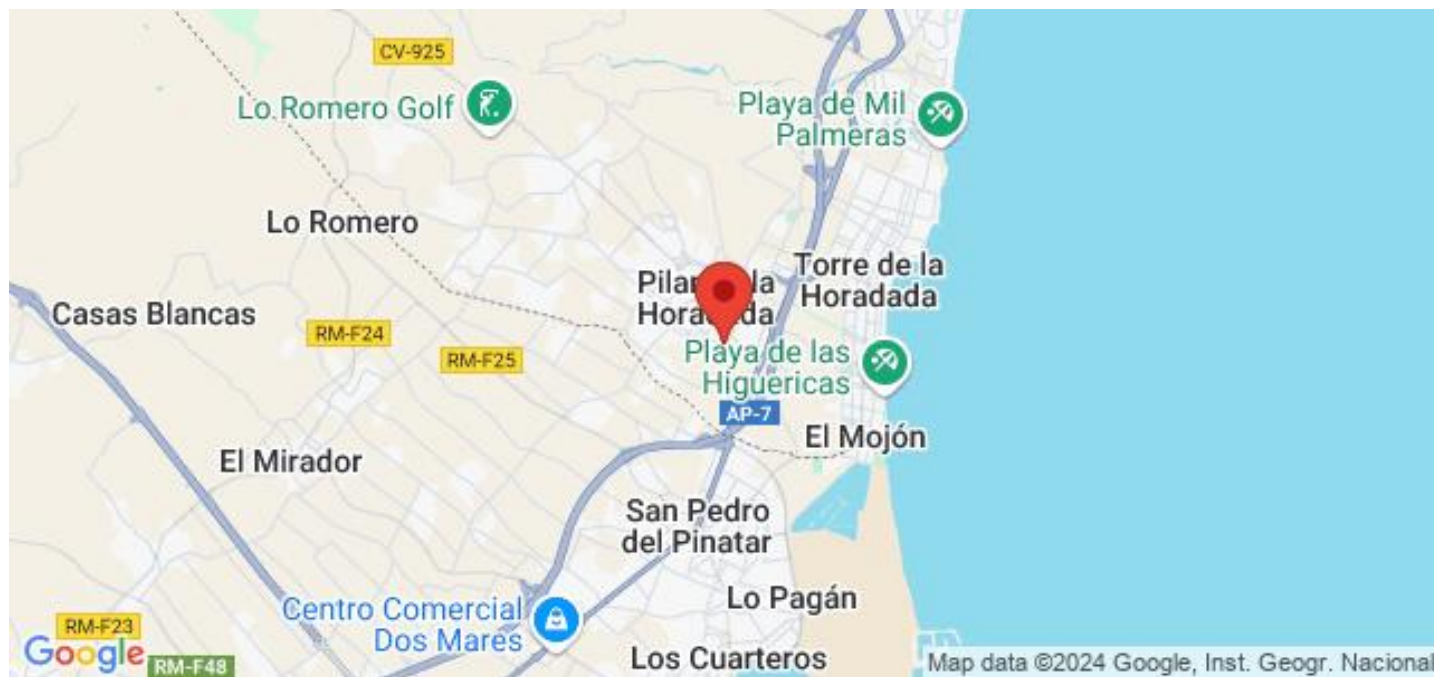 CV-925
Lo Romero Golf
Playa de Mil
Palmeras
Lo Romero
Torre de la
Horadada
Casas Blancas
RM-F24
RM-F25
Playa de las
Higuericas
AP-7
El Mojón
El Mirador
San Pedro
del Pinatar
Lo Pagán
Centro Comercial
Dos Mares
RM-F23
Google
RM-F48
Los Cuarteros
Map data ©2024 Google, Inst. Geogr. Nacional